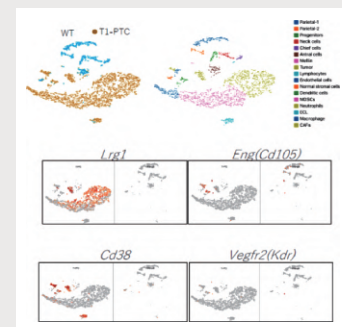 WT
T1-PTC
Parietal-1
Parietal-2
Progenitors
Neck cells
Chief cells
Antral cells
Tumor
Lymphocytes
Endothelial cells
Normal stromal cells
Dendritic cells
MDSCs
Neutrophils
ECL
Macrophage
CAFs
Lrg1
Eng(Cd105)
Cd38
Vegfr2(Kdr)